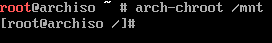 root@archiso ~ # arch-chroot /mnt
[root@archiso /]#